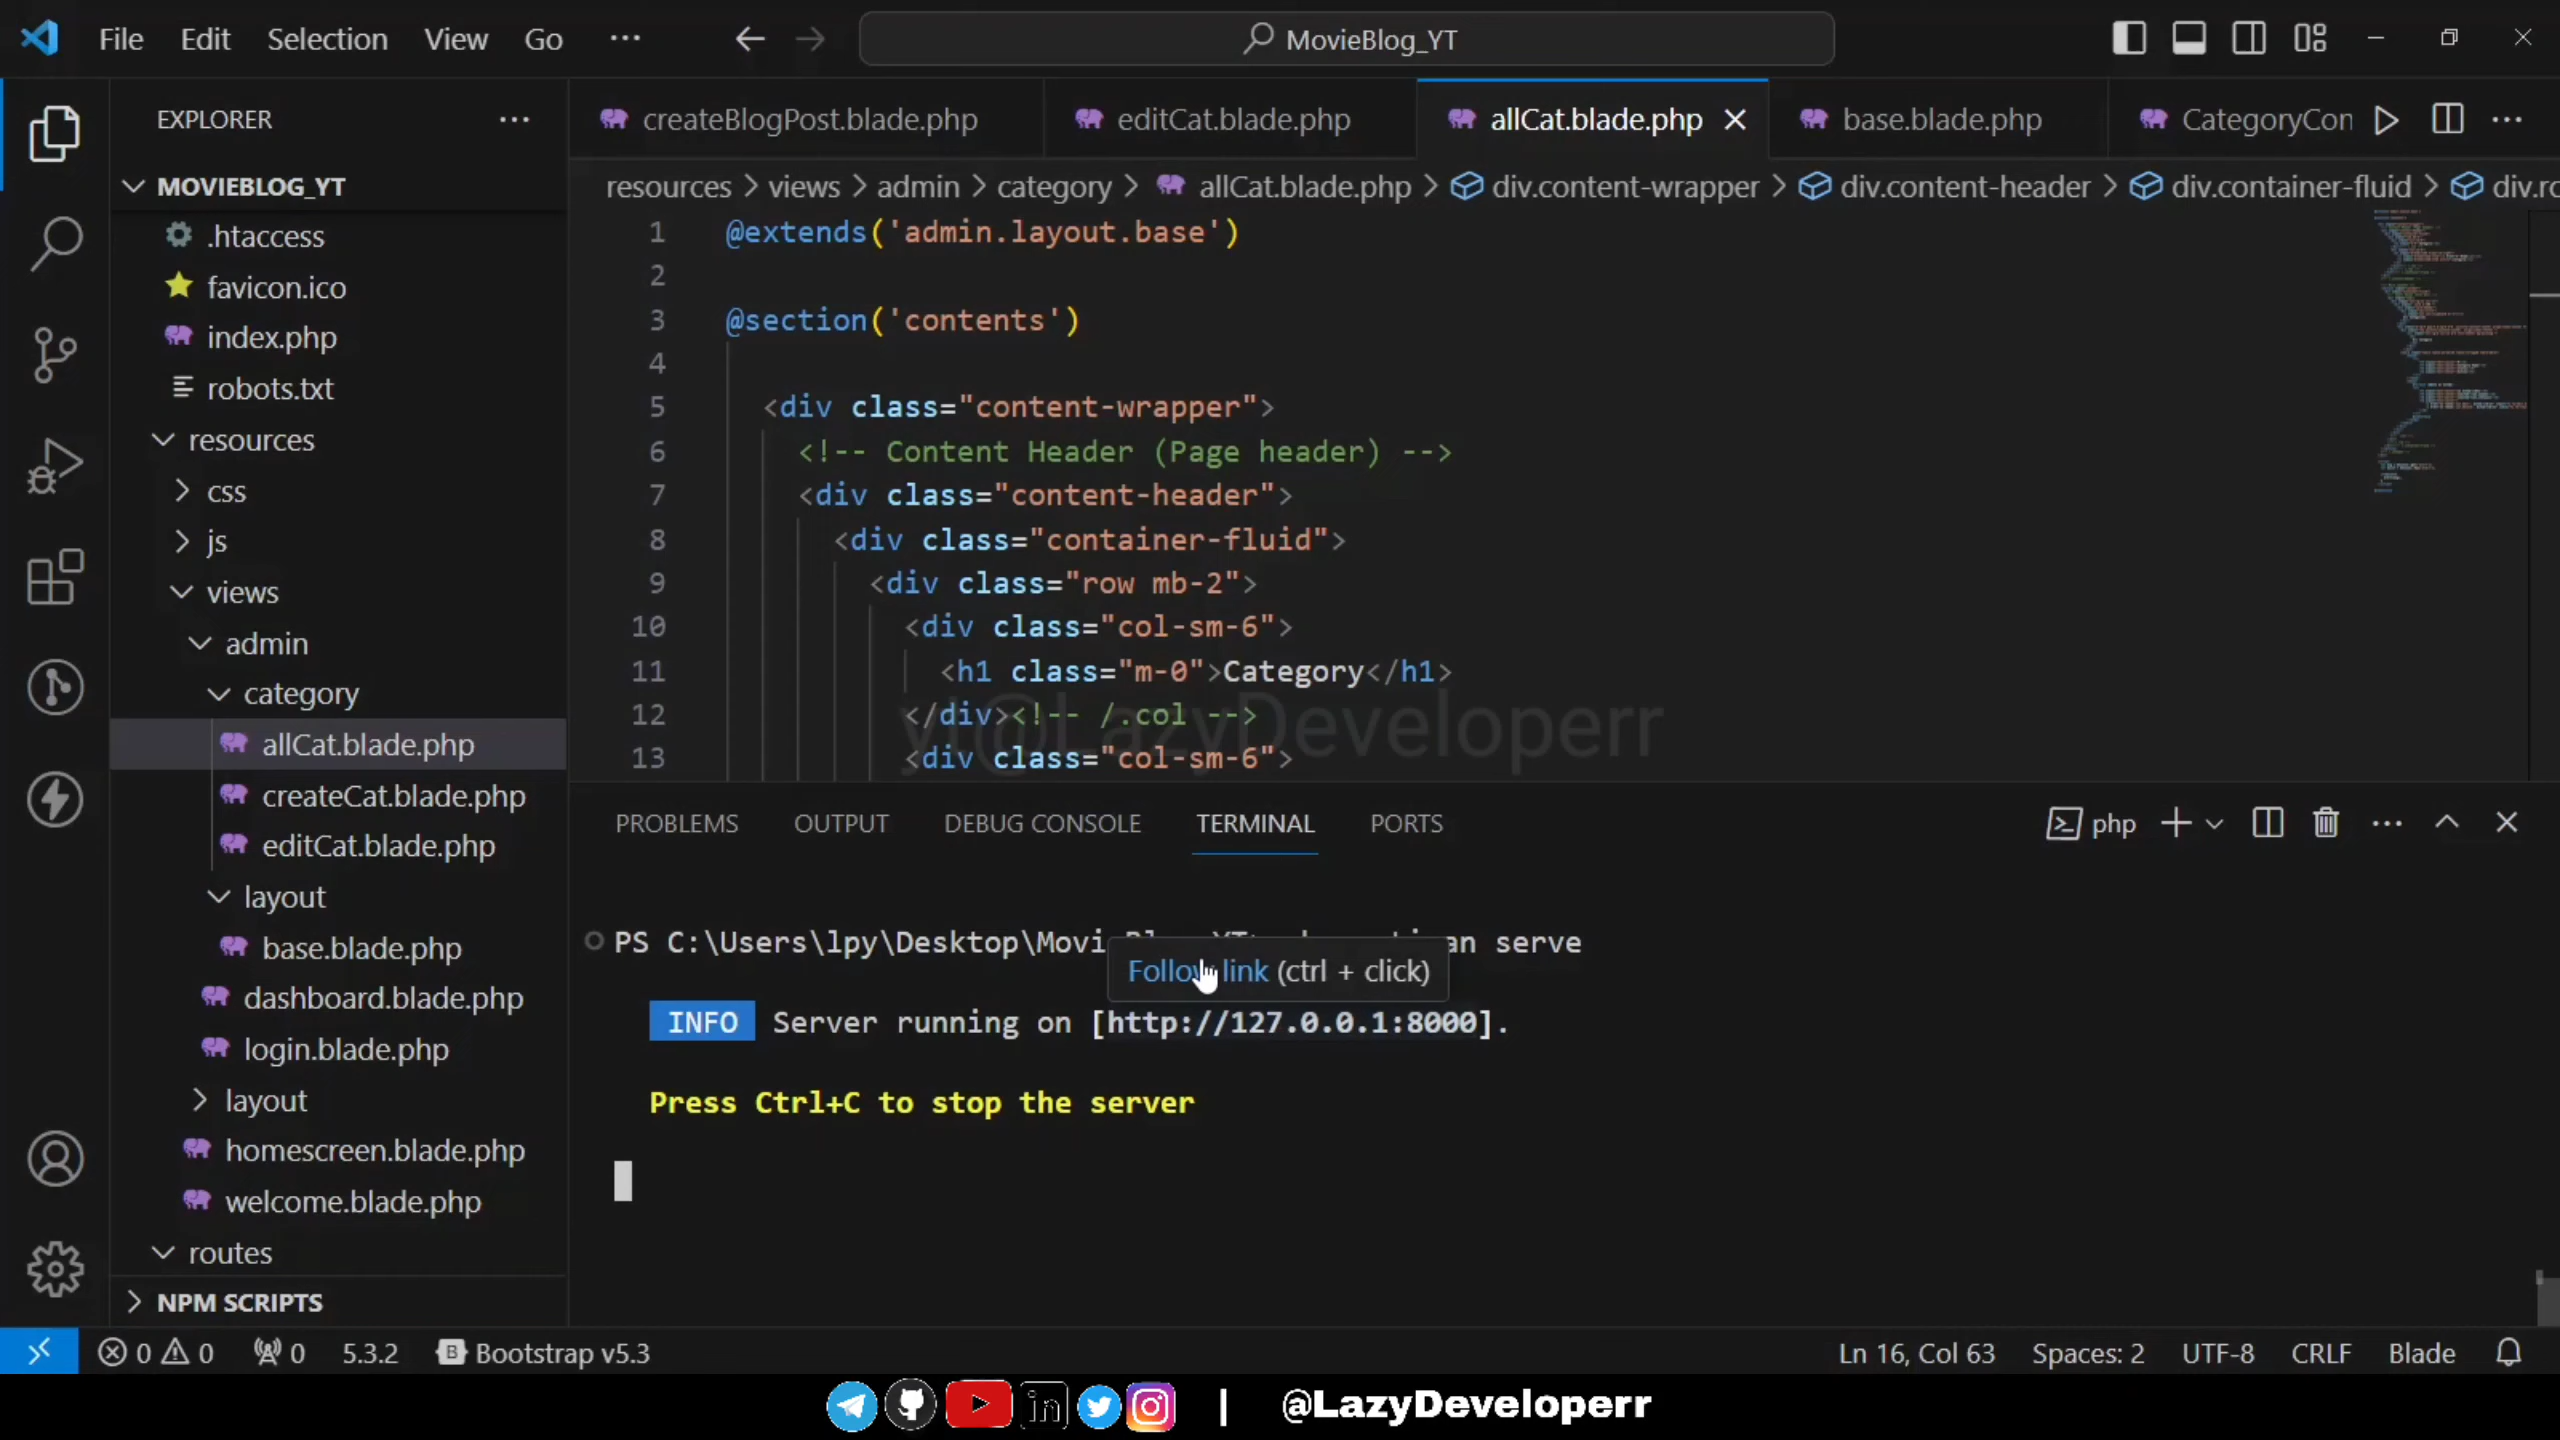 File Edit Selection View Go ··· MovieBlog_YT
EXPLORER
MOVIEBLOG_YT
.htaccess
favicon.ico
index.php
robots.txt
resources
css
js
views
admin
category
allCat.blade.php
createCat.blade.php
editCat.blade.php
layout
base.blade.php
dashboard.blade.php
login.blade.php
layout
homescreen.blade.php
welcome.blade.php
routes
NPM SCRIPTS
createBlogPost.blade.php editCat.blade.php allCat.blade.php base.blade.php CategoryCon
resources > views > admin > category > allCat.blade.php > div.content-wrapper > div.content-header > div.container-fluid > div.ro
1 @extends('admin.layout.base')
2
3 @section('contents')
4
5 <div class="content-wrapper">
6 <!-- Content Header (Page header) -->
7 <div class="content-header">
8 <div class="container-fluid">
9 <div class="row mb-2">
10 <div class="col-sm-6">
11 <h1 class="m-0">Category</h1>
12 </div><!-- /.col -->
13 <div class="col-sm-6">
yt@LazyDeveloperr
PROBLEMS OUTPUT DEBUG CONSOLE TERMINAL PORTS php
PS C:\Users\lpy\Desktop\Movi serve
Follow link (ctrl + click)
INFO Server running on [http://127.0.0.1:8000].
Press Ctrl+C to stop the server
0 0 0 5.3.2 Bootstrap v5.3 Ln 16, Col 63 Spaces: 2 UTF-8 CRLF Blade
| @LazyDeveloperr